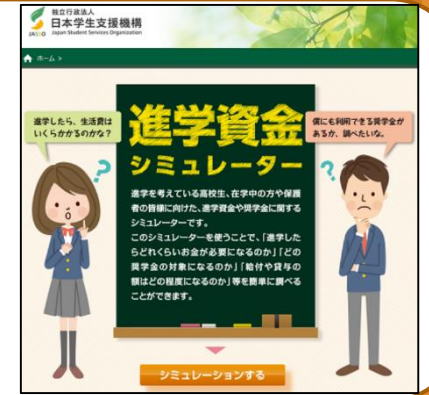 独立行政法人
日本学生支援機構
JASSO Japan Student Services Organization
ホーム >
進学したら、生活費は
いくらかかるのかな？
僕にも利用できる奨学金が
あるか、調べたいな。
進学資金
シミュレーター
進学を考えている高校生、在学中の方や保護
者の皆様に向けた、進学資金や奨学金に関する
シミュレーターです。
このシミュレーターを使うことで、「進学した
らどれくらいお金が必要になるのか」「どの
奨学金の対象になるのか」「給付や貸与の
額はどの程度になるのか」等を簡単に調べる
ことができます。
シミュレーションする